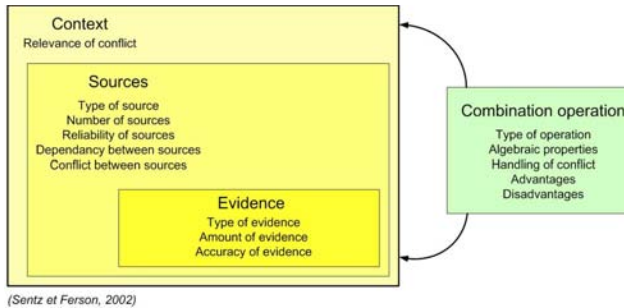 Context
Relevance of conflict
Sources
Type of source
Number of sources
Reliability of sources
Dependancy between sources
Conflict between sources
Evidence
Type of evidence
Amount of evidence
Accuracy of evidence
Combination operation
Type of operation
Algebraic properties
Handling of conflict
Advantages
Disadvantages
(Sentz et Ferson, 2002)